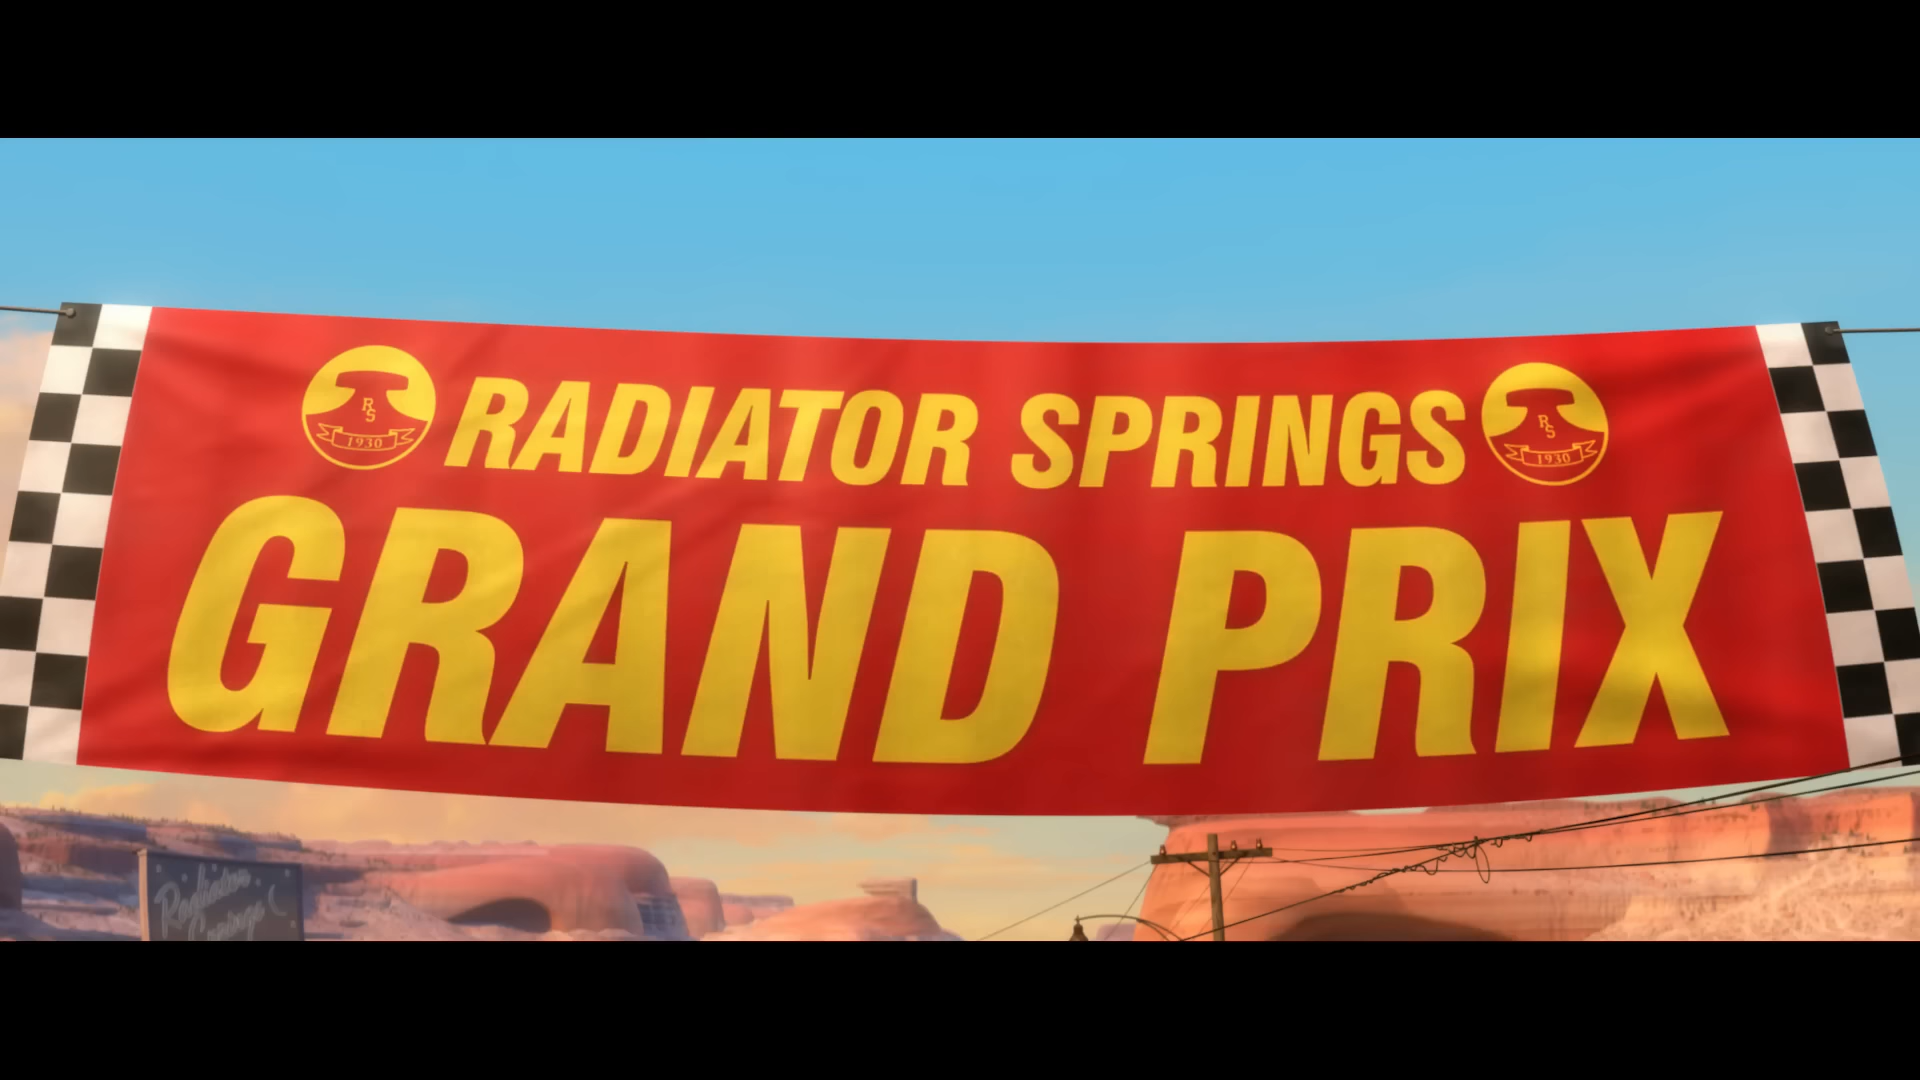 RADIATOR SPRINGS
GRAND PRIX
RS
1930
RS
1930
Radiator
Springs